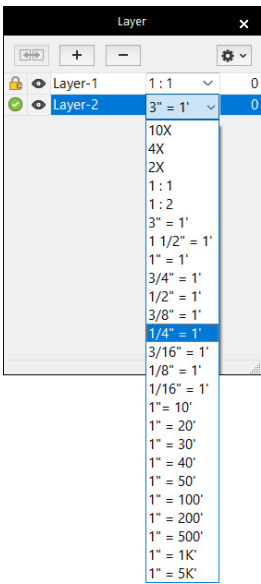 Layer
Layer-1 1 : 1 0
Layer-2 3" = 1' 0
10X
4X
2X
1 : 1
1 : 2
3" = 1'
1 1/2" = 1'
1" = 1'
3/4" = 1'
1/2" = 1'
3/8" = 1'
1/4" = 1'
3/16" = 1'
1/8" = 1'
1/16" = 1'
1"= 10'
1" = 20'
1" = 30'
1" = 40'
1" = 50'
1" = 100'
1" = 200'
1" = 500'
1" = 1K'
1" = 5K'